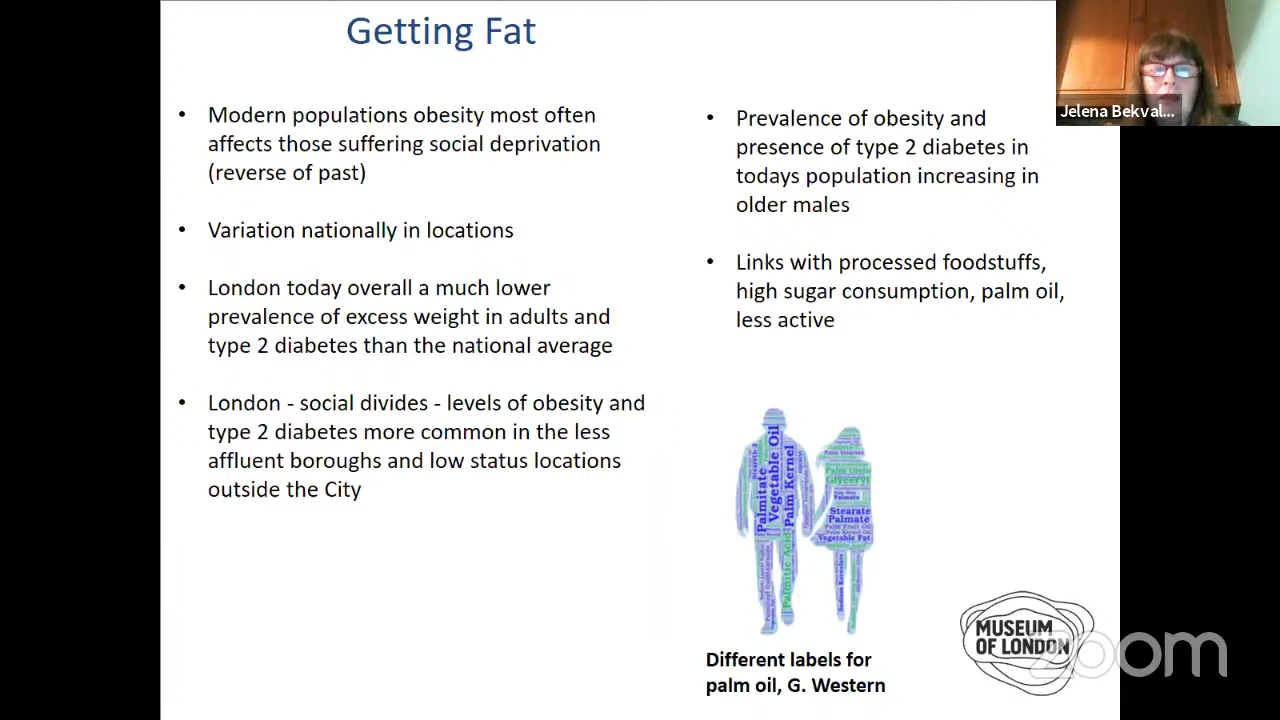 Getting Fat
Modern populations obesity most often
affects those suffering social deprivation
(reverse of past)
Variation nationally in locations
London today overall a much lower
prevalence of excess weight in adults and
type 2 diabetes than the national average
London - social divides - levels of obesity and
type 2 diabetes more common in the less
affluent boroughs and low status locations
outside the City
Prevalence of obesity and
presence of type 2 diabetes in
todays population increasing in
older males
Links with processed foodstuffs,
high sugar consumption, palm oil,
less active
Palmitate
Vegetable Oil
Palm Kernel
Palmitic Acid
Glyceryl
Stearate
Palmate
Vegetable Fat
Different labels for
palm oil, G. Western
MUSEUM
OF LONDON
zoom
Jelena Bekval...